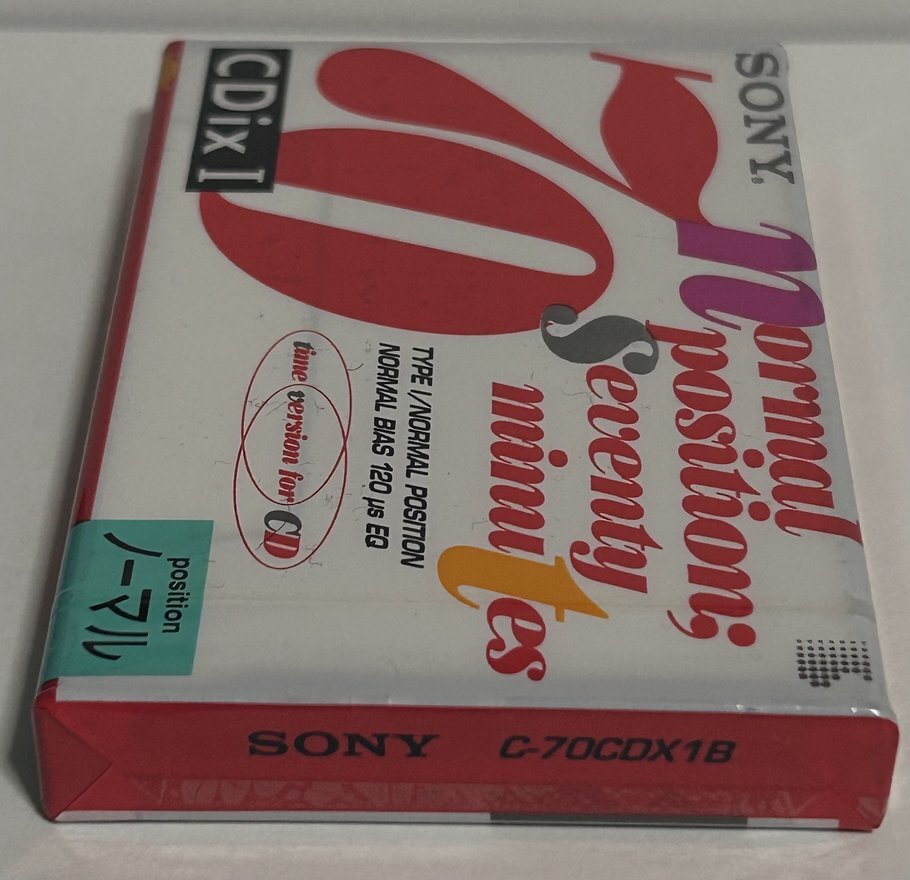 SONY.
normal
position;
Seventy
minutes
70
CDix I
TYPE I/NORMAL POSITION
NORMAL BIAS 120 µs EQ
time version for CD
position
ノーマル
SONY C-70CDX1B